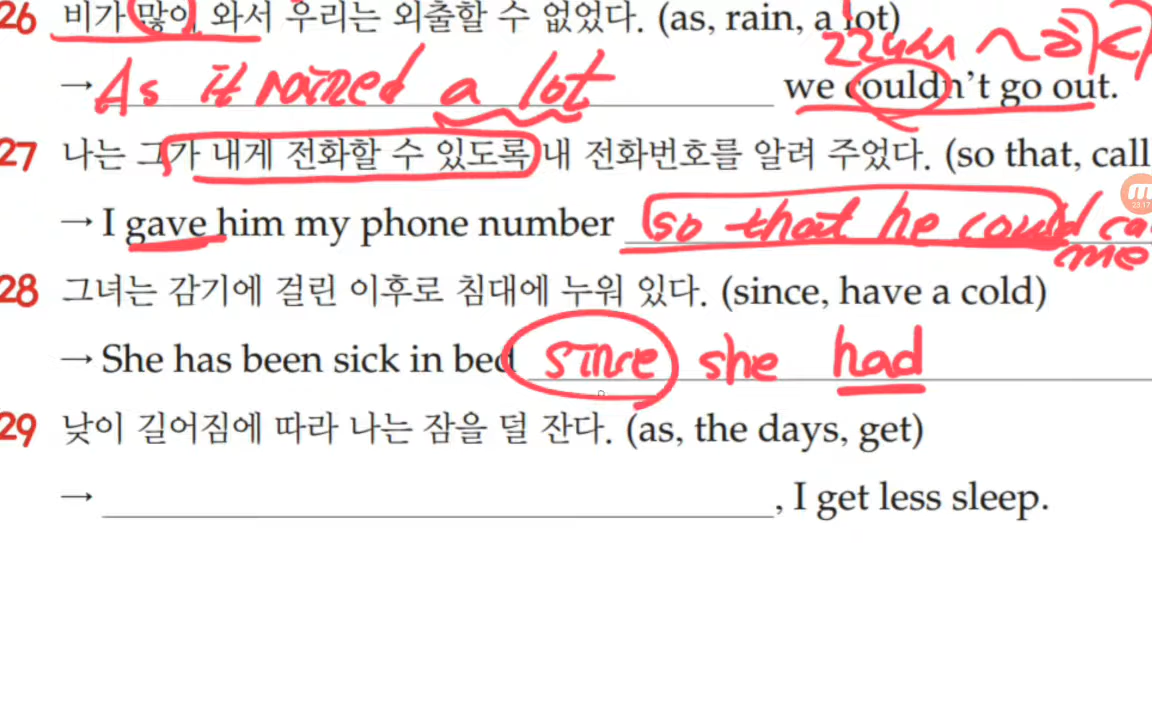 26 비가 많이 와서 우리는 외출할 수 없었다. (as, rain, a lot)
→ As it rained a lot we couldn't go out.
27 나는 그가 내게 전화할 수 있도록 내 전화번호를 알려 주었다. (so that, call
→ I gave him my phone number so that he could ca
me
28 그녀는 감기에 걸린 이후로 침대에 누워 있다. (since, have a cold)
→ She has been sick in bed since she had
29 낮이 길어짐에 따라 나는 잠을 덜 잔다. (as, the days, get)
→ , I get less sleep.